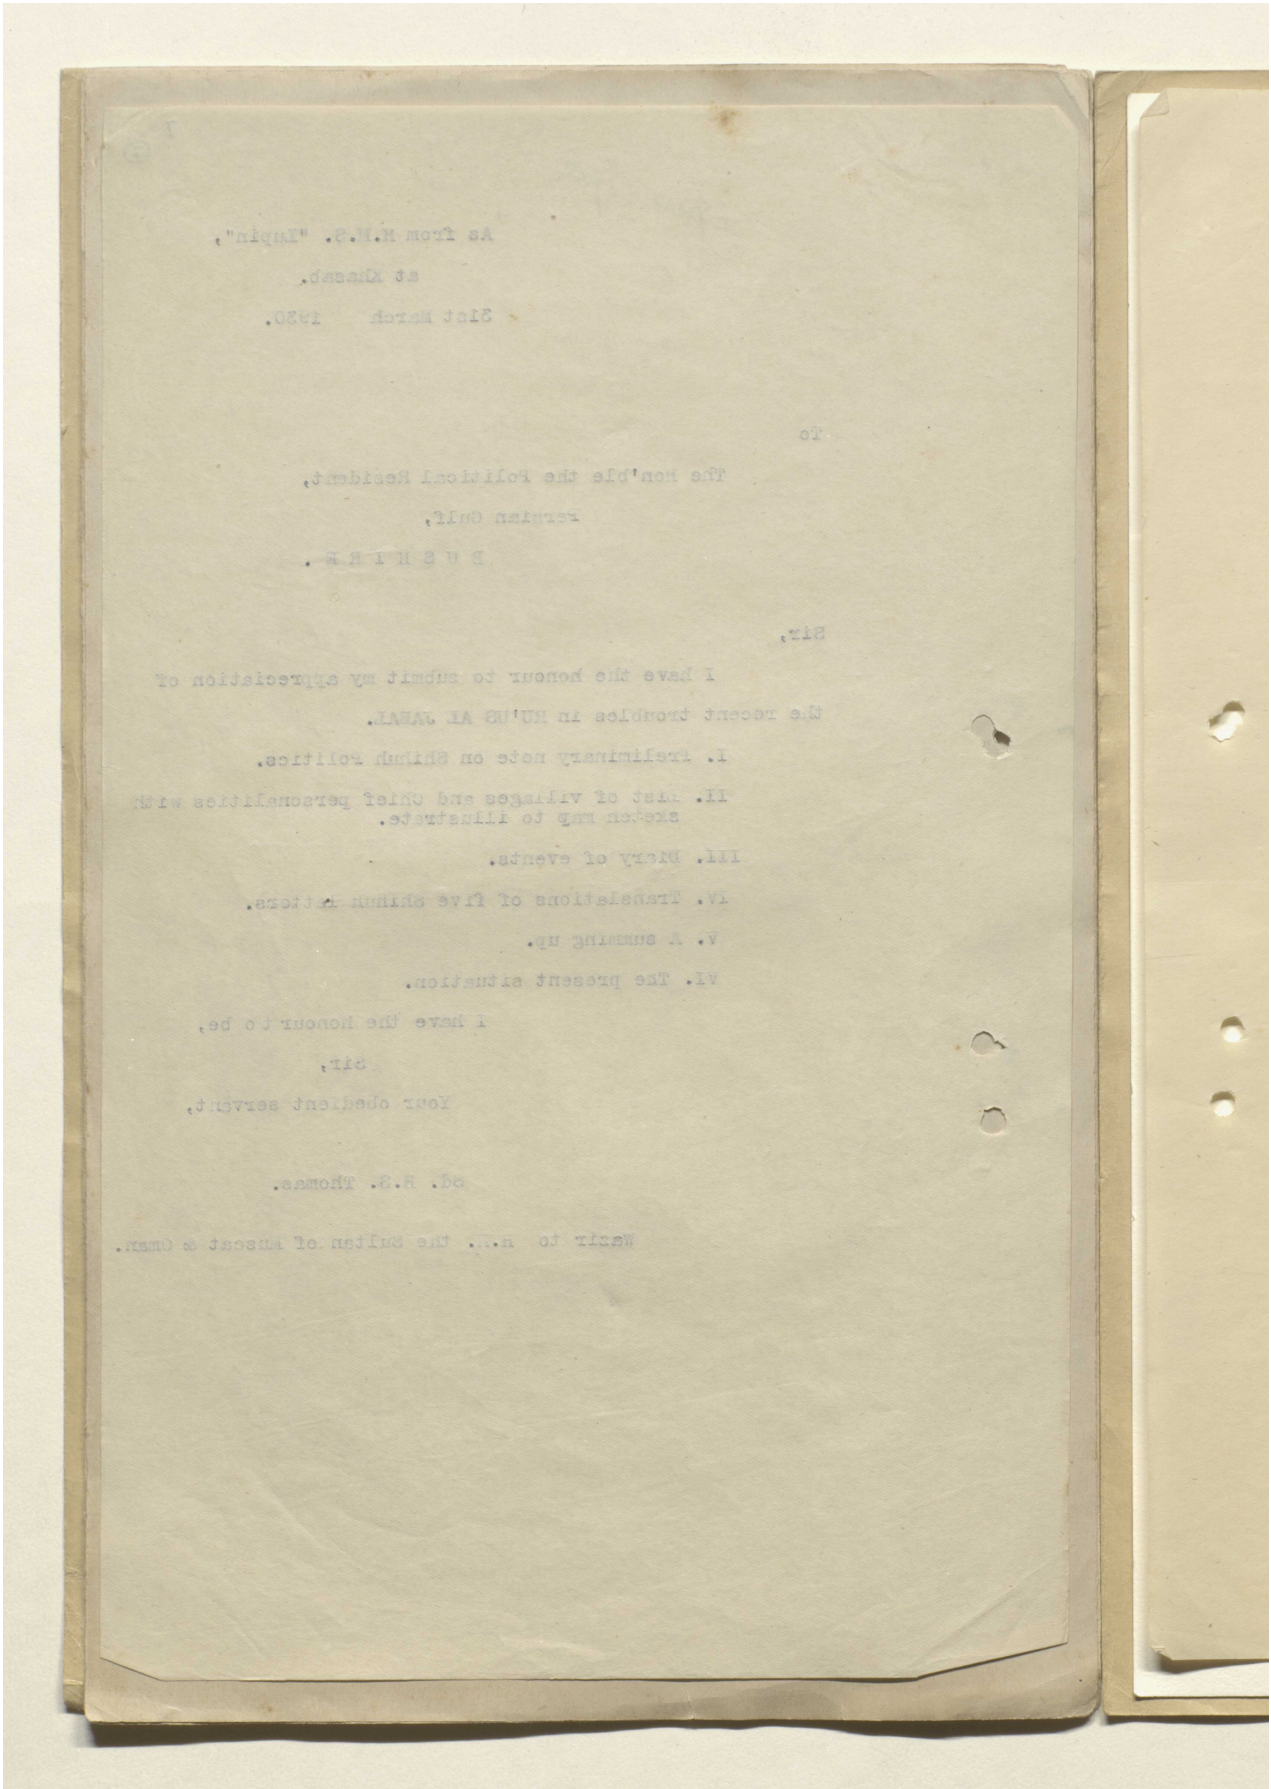 As from H.M.S. "Lupin",
at Khasab.
31st March 1930.
To
The Hon'ble the Political Resident,
Persian Gulf,
B U S H I R E .
Sir,
I have the honour to submit my appreciation of
the recent troubles in RU'US AL JABAL.
I. Preliminary note on Shihuh Politics.
II. List of villages and Chief personalities with
sketch map to illustrate.
III. Diary of events.
IV. Translations of five Shihuh letters.
V. A summing up.
VI. The present situation.
I have the honour to be,
Sir,
Your obedient servant,
Sd. B.S. Thomas.
Wazir to H.H. the Sultan of Muscat & Oman.